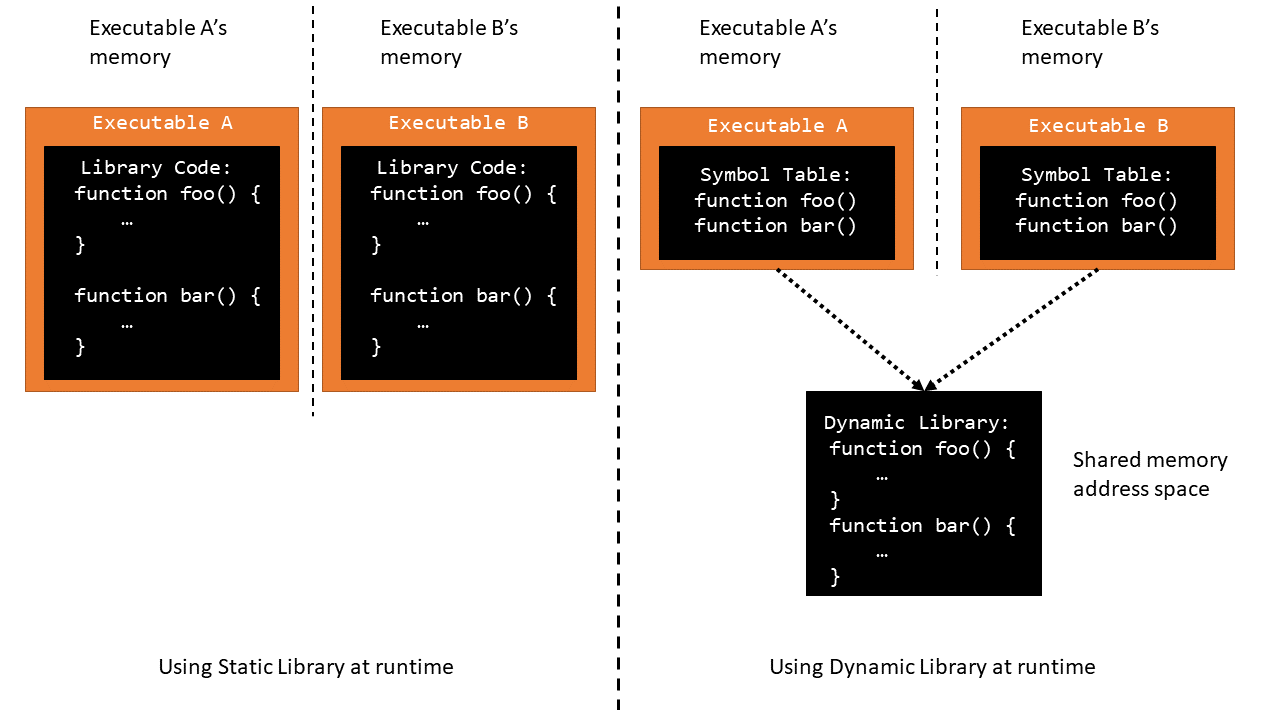 Executable A’s
memory
Executable B’s
memory
Executable A’s
memory
Executable B’s
memory
Executable A
Library Code:
function foo() {
…
}
function bar() {
…
}
Executable B
Library Code:
function foo() {
…
}
function bar() {
…
}
Executable A
Symbol Table:
function foo()
function bar()
Executable B
Symbol Table:
function foo()
function bar()
Dynamic Library:
function foo() {
…
}
function bar() {
…
}
Shared memory
address space
Using Static Library at runtime
Using Dynamic Library at runtime